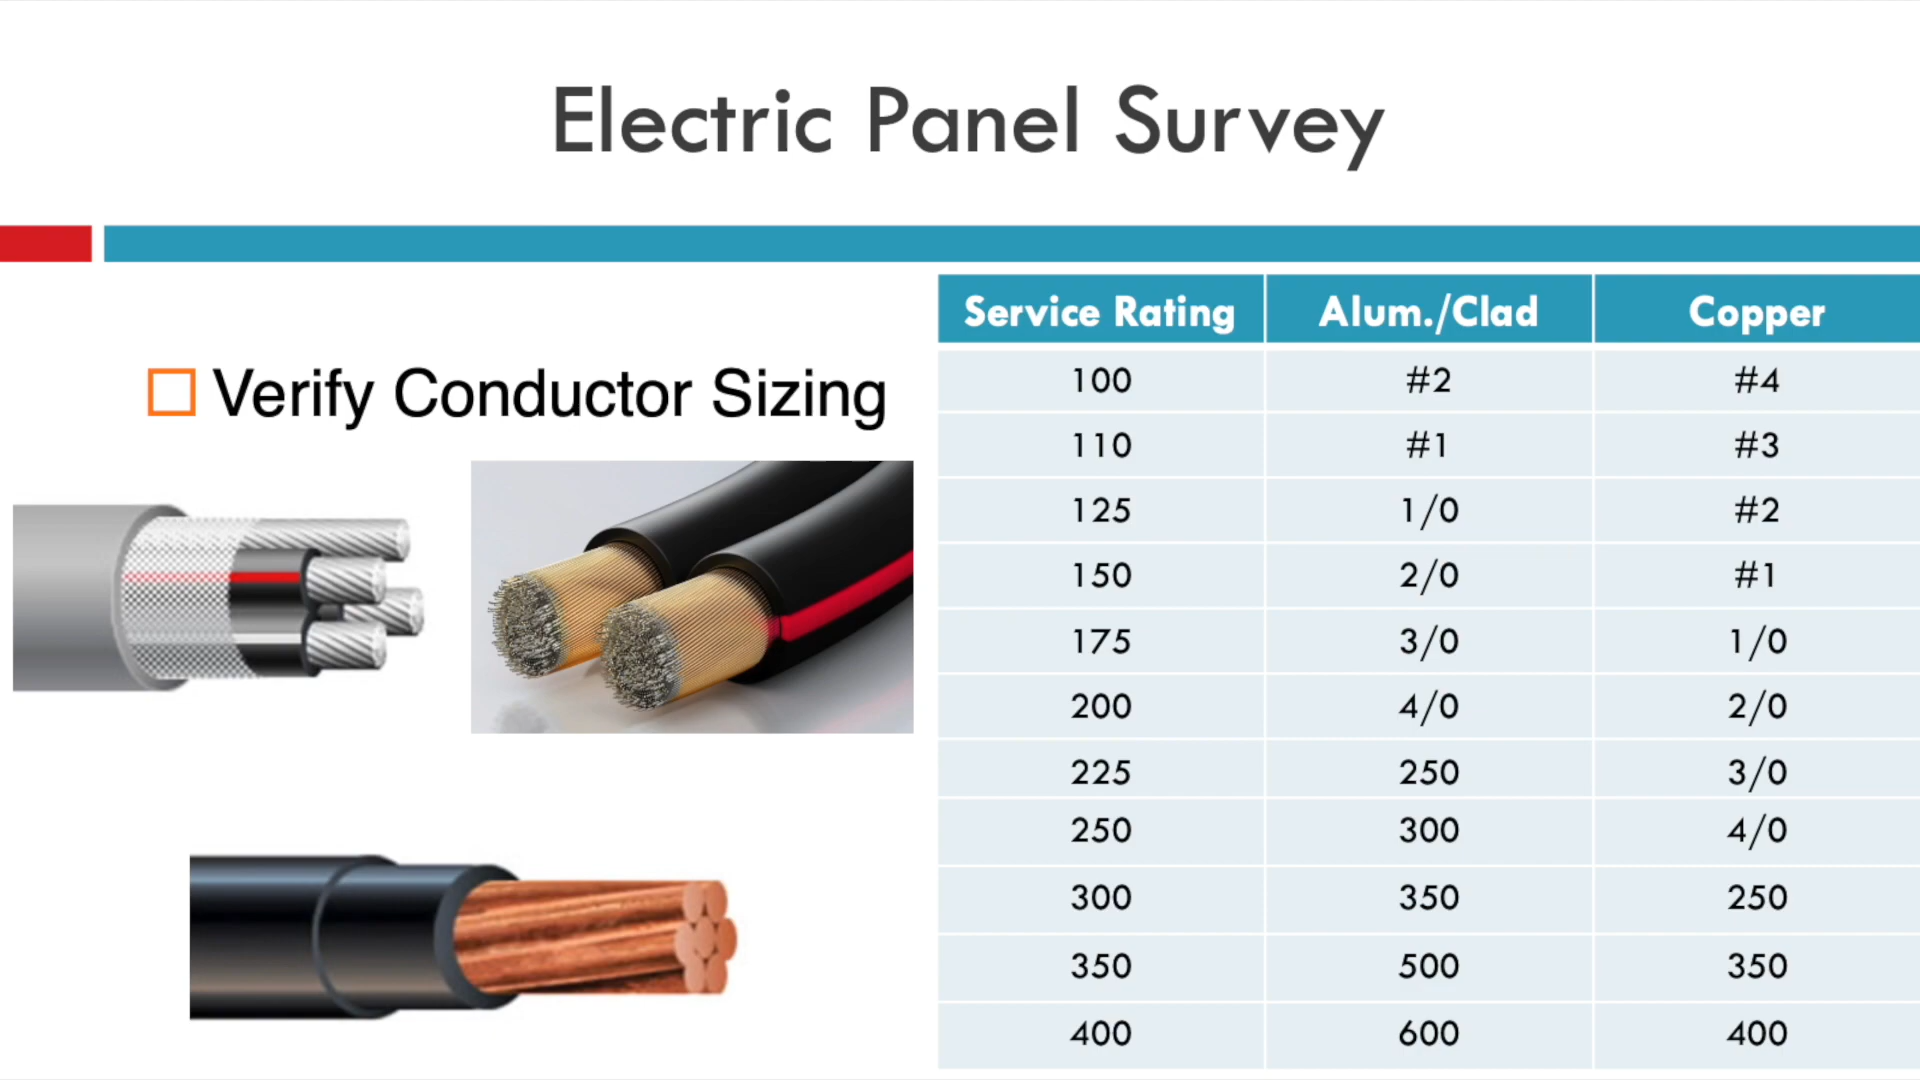 Electric Panel Survey
Verify Conductor Sizing
Service Rating Alum./Clad Copper
100 #2 #4
110 #1 #3
125 1/0 #2
150 2/0 #1
175 3/0 1/0
200 4/0 2/0
225 250 3/0
250 300 4/0
300 350 250
350 500 350
400 600 400